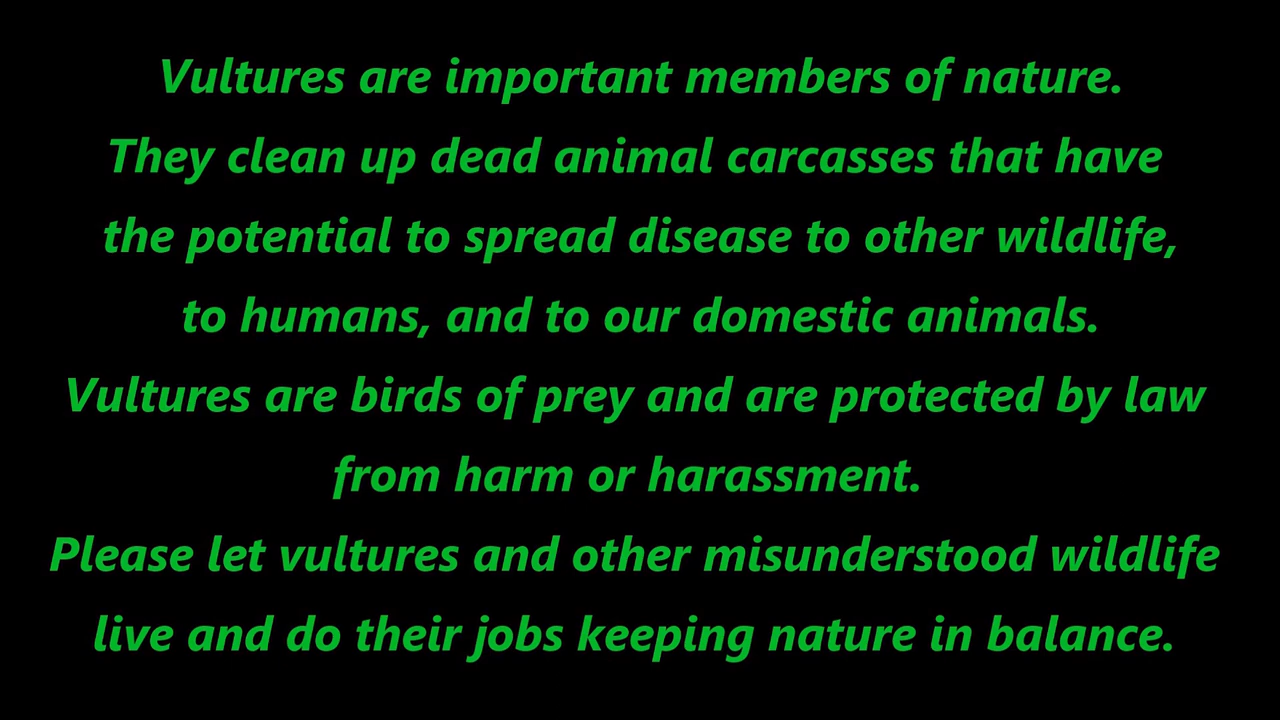 Vultures are important members of nature.
They clean up dead animal carcasses that have
the potential to spread disease to other wildlife,
to humans, and to our domestic animals.
Vultures are birds of prey and are protected by law
from harm or harassment.
Please let vultures and other misunderstood wildlife
live and do their jobs keeping nature in balance.